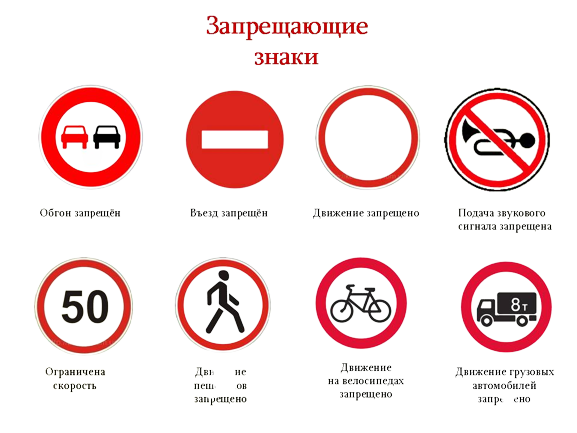 Запрещающие
знаки
Обгон запрещён
Въезд запрещён
Движение запрещено
Подача звукового
сигнала запрещена
50
8т
Ограничена
скорость
запрещено
Движение
на велосипедах
запрещено
Движение грузовых
автомобилей